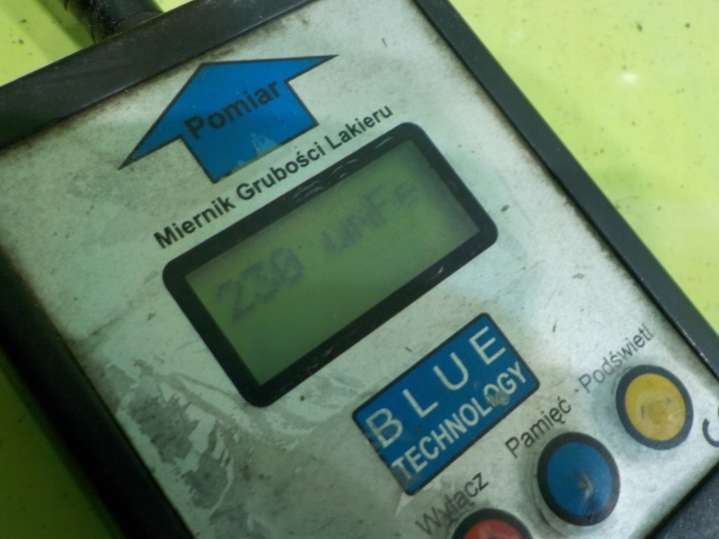 Pomiar
Miernik Grubości Lakieru
230 umFe
BLUE
TECHNOLOGY
Wyłącz
Pamięć
Podświetl